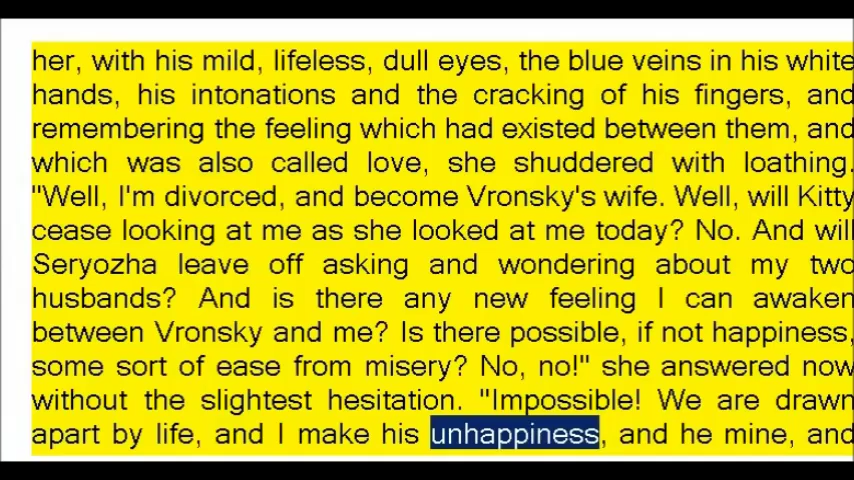 her, with his mild, lifeless, dull eyes, the blue veins in his white
hands, his intonations and the cracking of his fingers, and
remembering the feeling which had existed between them, and
which was also called love, she shuddered with loathing.
"Well, I'm divorced, and become Vronsky's wife. Well, will Kitty
cease looking at me as she looked at me today? No. And will
Seryozha leave off asking and wondering about my two
husbands? And is there any new feeling I can awaken
between Vronsky and me? Is there possible, if not happiness,
some sort of ease from misery? No, no!" she answered now
without the slightest hesitation. "Impossible! We are drawn
apart by life, and I make his unhappiness, and he mine, and